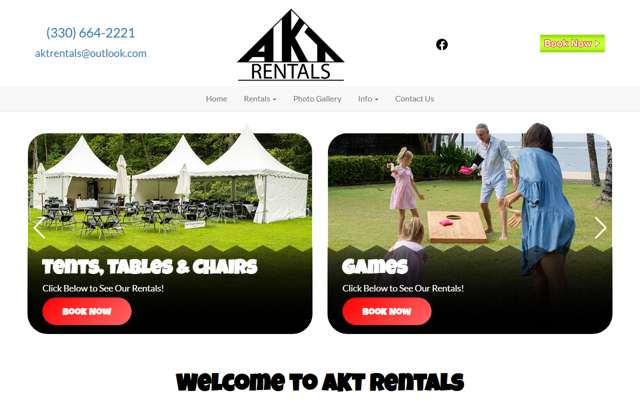 (330) 664-2221
aktrentals@outlook.com
AKT
RENTALS
Book Now >
Home Rentals Photo Gallery Info Contact Us
Tents, Tables & Chairs
Click Below to See Our Rentals!
Book Now
Games
Click Below to See Our Rentals!
Book Now
Welcome to AKT Rentals